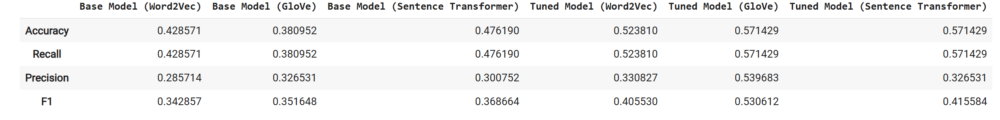 Base Model (Word2Vec) Base Model (GloVe) Base Model (Sentence Transformer) Tuned Model (Word2Vec) Tuned Model (GloVe) Tuned Model (Sentence Transformer)
Accuracy 0.428571 0.380952 0.476190 0.523810 0.571429 0.571429
Recall 0.428571 0.380952 0.476190 0.523810 0.571429 0.571429
Precision 0.285714 0.326531 0.300752 0.330827 0.539683 0.326531
F1 0.342857 0.351648 0.368664 0.405530 0.530612 0.415584